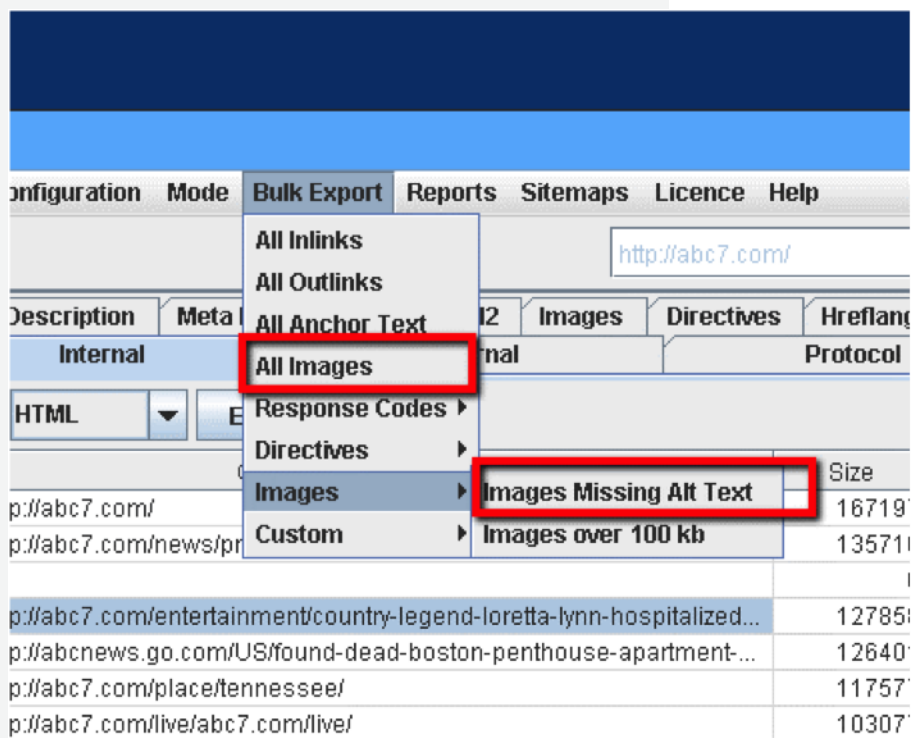 onfiguration Mode Bulk Export Reports Sitemaps Licence Help
All Inlinks
http://abc7.com/
All Outlinks
Description Meta All Anchor Text Images Directives Hreflang
Internal All Images Protocol
HTML Response Codes
Directives
Images Images Missing Alt Text Size
p://abc7.com/ 16719
p://abc7.com/news/pr Custom Images over 100 kb 13571
p://abc7.com/entertainment/country-legend-loretta-lynn-hospitalized... 12785
p://abcnews.go.com/US/found-dead-boston-penthouse-apartment-... 12640
p://abc7.com/place/tennessee/ 11757
p://abc7.com/live/abc7.com/live/ 10307